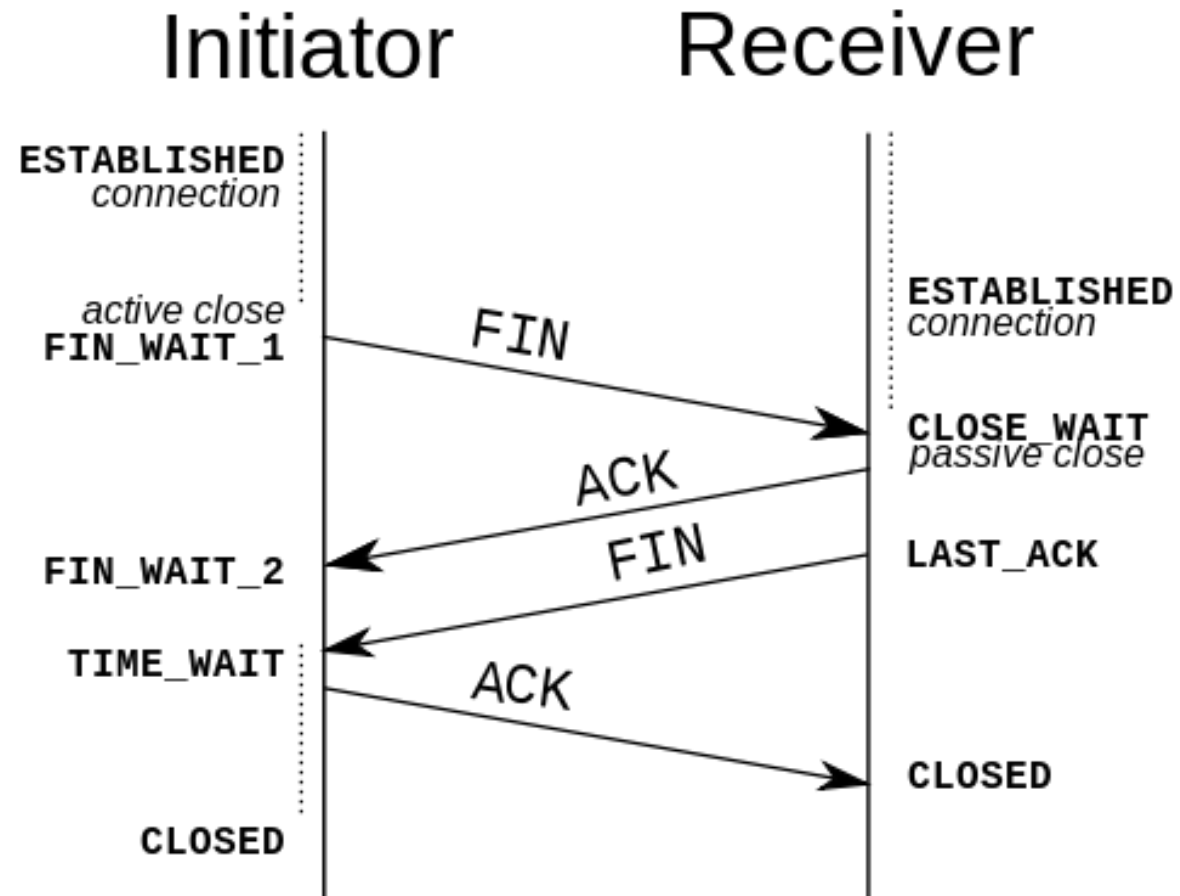 Initiator
Receiver
ESTABLISHED
connection
active close
FIN_WAIT_1
FIN
ESTABLISHED
connection
CLOSE_WAIT
passive close
ACK
FIN_WAIT_2
FIN
LAST_ACK
TIME_WAIT
ACK
CLOSED
CLOSED